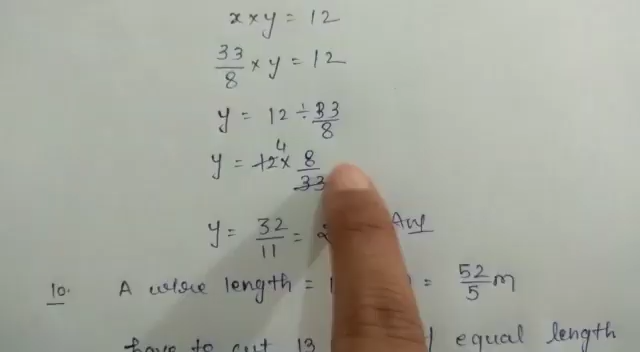 x × y = 12
33/8 × y = 12
y = 12 ÷ 33/8
y = 12 4 × 8/33
y = 32/11 = Ans
10. A wire length = = 52/5 m
have to cut 13 equal length